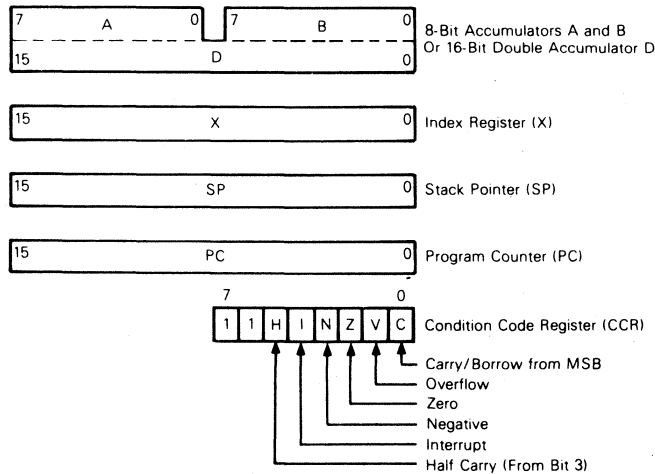 7 A 0 7 B 0
8-Bit Accumulators A and B
15 D 0
Or 16-Bit Double Accumulator D
15 X 0 Index Register (X)
15 SP 0 Stack Pointer (SP)
15 PC 0 Program Counter (PC)
7 0
1 1 H I N Z V C Condition Code Register (CCR)
Carry/Borrow from MSB
Overflow
Zero
Negative
Interrupt
Half Carry (From Bit 3)